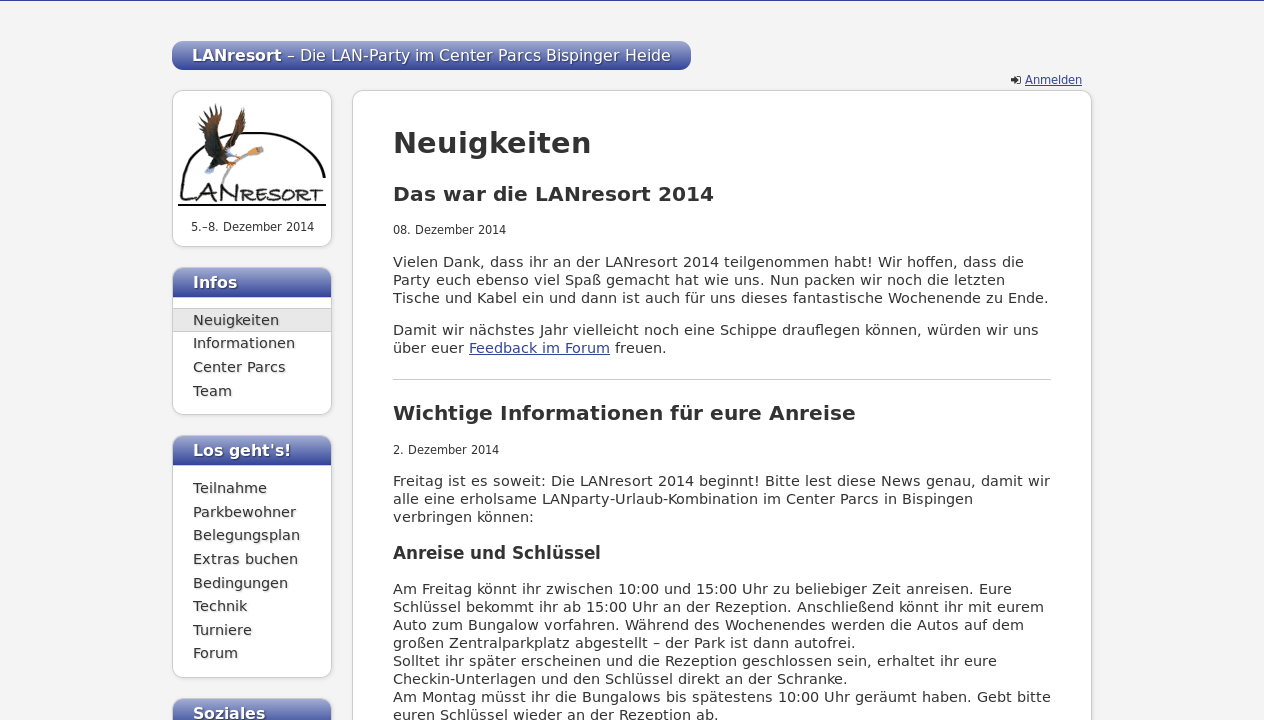 LANresort – Die LAN-Party im Center Parcs Bispinger Heide
Anmelden
LANRESORT
5.–8. Dezember 2014
Infos
Neuigkeiten
Informationen
Center Parcs
Team
Los geht's!
Teilnahme
Parkbewohner
Belegungsplan
Extras buchen
Bedingungen
Technik
Turniere
Forum
Soziales
Neuigkeiten
Das war die LANresort 2014
08. Dezember 2014
Vielen Dank, dass ihr an der LANresort 2014 teilgenommen habt! Wir hoffen, dass die
Party euch ebenso viel Spaß gemacht hat wie uns. Nun packen wir noch die letzten
Tische und Kabel ein und dann ist auch für uns dieses fantastische Wochenende zu Ende.
Damit wir nächstes Jahr vielleicht noch eine Schippe drauflegen können, würden wir uns
über euer Feedback im Forum freuen.
Wichtige Informationen für eure Anreise
2. Dezember 2014
Freitag ist es soweit: Die LANresort 2014 beginnt! Bitte lest diese News genau, damit wir
alle eine erholsame LANparty-Urlaub-Kombination im Center Parcs in Bispingen
verbringen können:
Anreise und Schlüssel
Am Freitag könnt ihr zwischen 10:00 und 15:00 Uhr zu beliebiger Zeit anreisen. Eure
Schlüssel bekommt ihr ab 15:00 Uhr an der Rezeption. Anschließend könnt ihr mit eurem
Auto zum Bungalow vorfahren. Während des Wochenendes werden die Autos auf dem
großen Zentralparkplatz abgestellt – der Park ist dann autofrei.
Solltet ihr später erscheinen und die Rezeption geschlossen sein, erhaltet ihr eure
Checkin-Unterlagen und den Schlüssel direkt an der Schranke.
Am Montag müsst ihr die Bungalows bis spätestens 10:00 Uhr geräumt haben. Gebt bitte
euren Schlüssel wieder an der Rezeption ab.